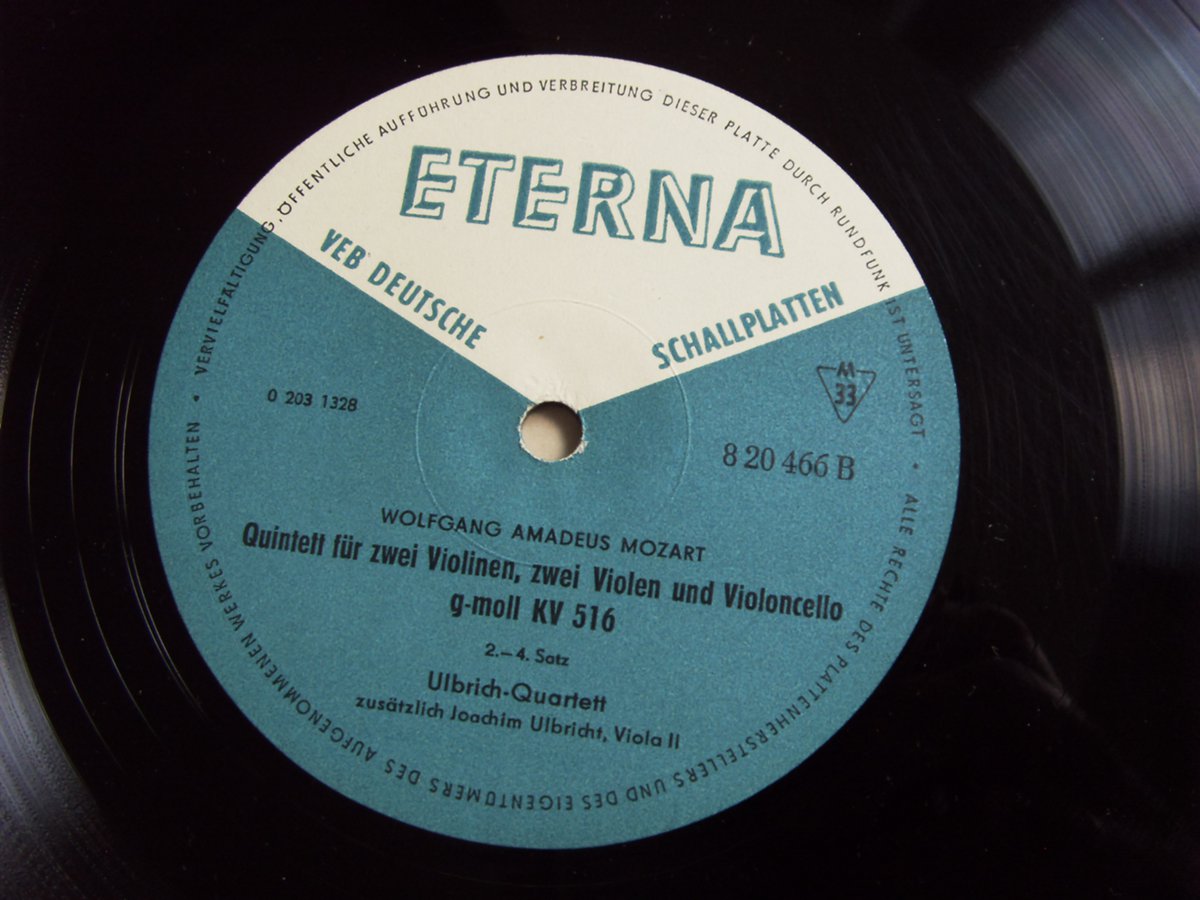 VERVIELFÄLTIGUNG, ÖFFENTLICHE AUFFÜHRUNG UND VERBREITUNG DIESER PLATTE DURCH RUNDFUNK IST UNTERSAGT • ALLE RECHTE DES PLATTENHERSTELLERS UND DES EIGENTÜMERS DES AUFGENOMMENEN WERKES VORBEHALTEN •
ETERNA
VEB DEUTSCHE SCHALLPLATTEN
M
33
0 203 1328
8 20 466 B
WOLFGANG AMADEUS MOZART
Quintett für zwei Violinen, zwei Violen und Violoncello
g-moll KV 516
2.–4. Satz
Ulbrich-Quartett
zusätzlich Joachim Ulbricht, Viola II